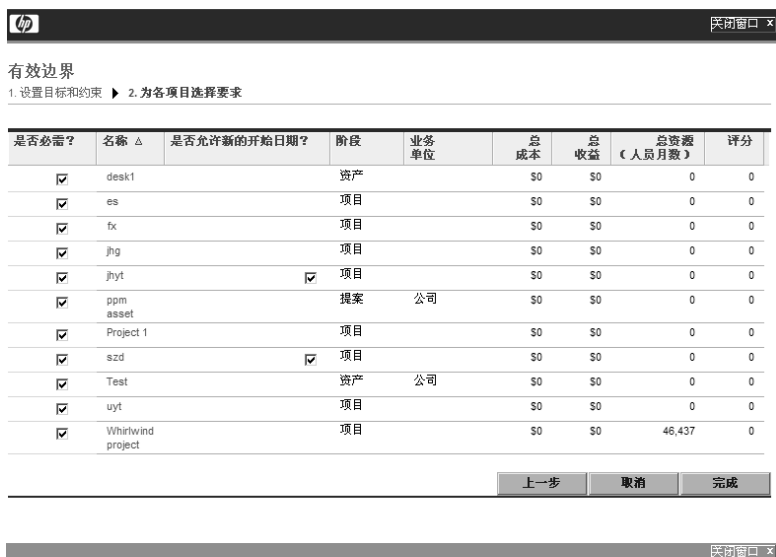 hp 关闭窗口 x
有效边界
1. 设置目标和约束 ▶ 2. 为各项目选择要求
是否必需? 名称 △ 是否允许新的开始日期? 阶段 业务单位 总成本 总收益 总资源(人员月数) 评分
desk1 资产 $0 $0 0 0
es 项目 $0 $0 0 0
fx 项目 $0 $0 0 0
jhg 项目 $0 $0 0 0
jhyt 项目 $0 $0 0 0
ppm asset 提案 公司 $0 $0 0 0
Project 1 项目 $0 $0 0 0
szd 项目 $0 $0 0 0
Test 资产 公司 $0 $0 0 0
uyt 项目 $0 $0 0 0
Whirlwind project 项目 $0 $0 46,437 0
上一步 取消 完成
关闭窗口 x